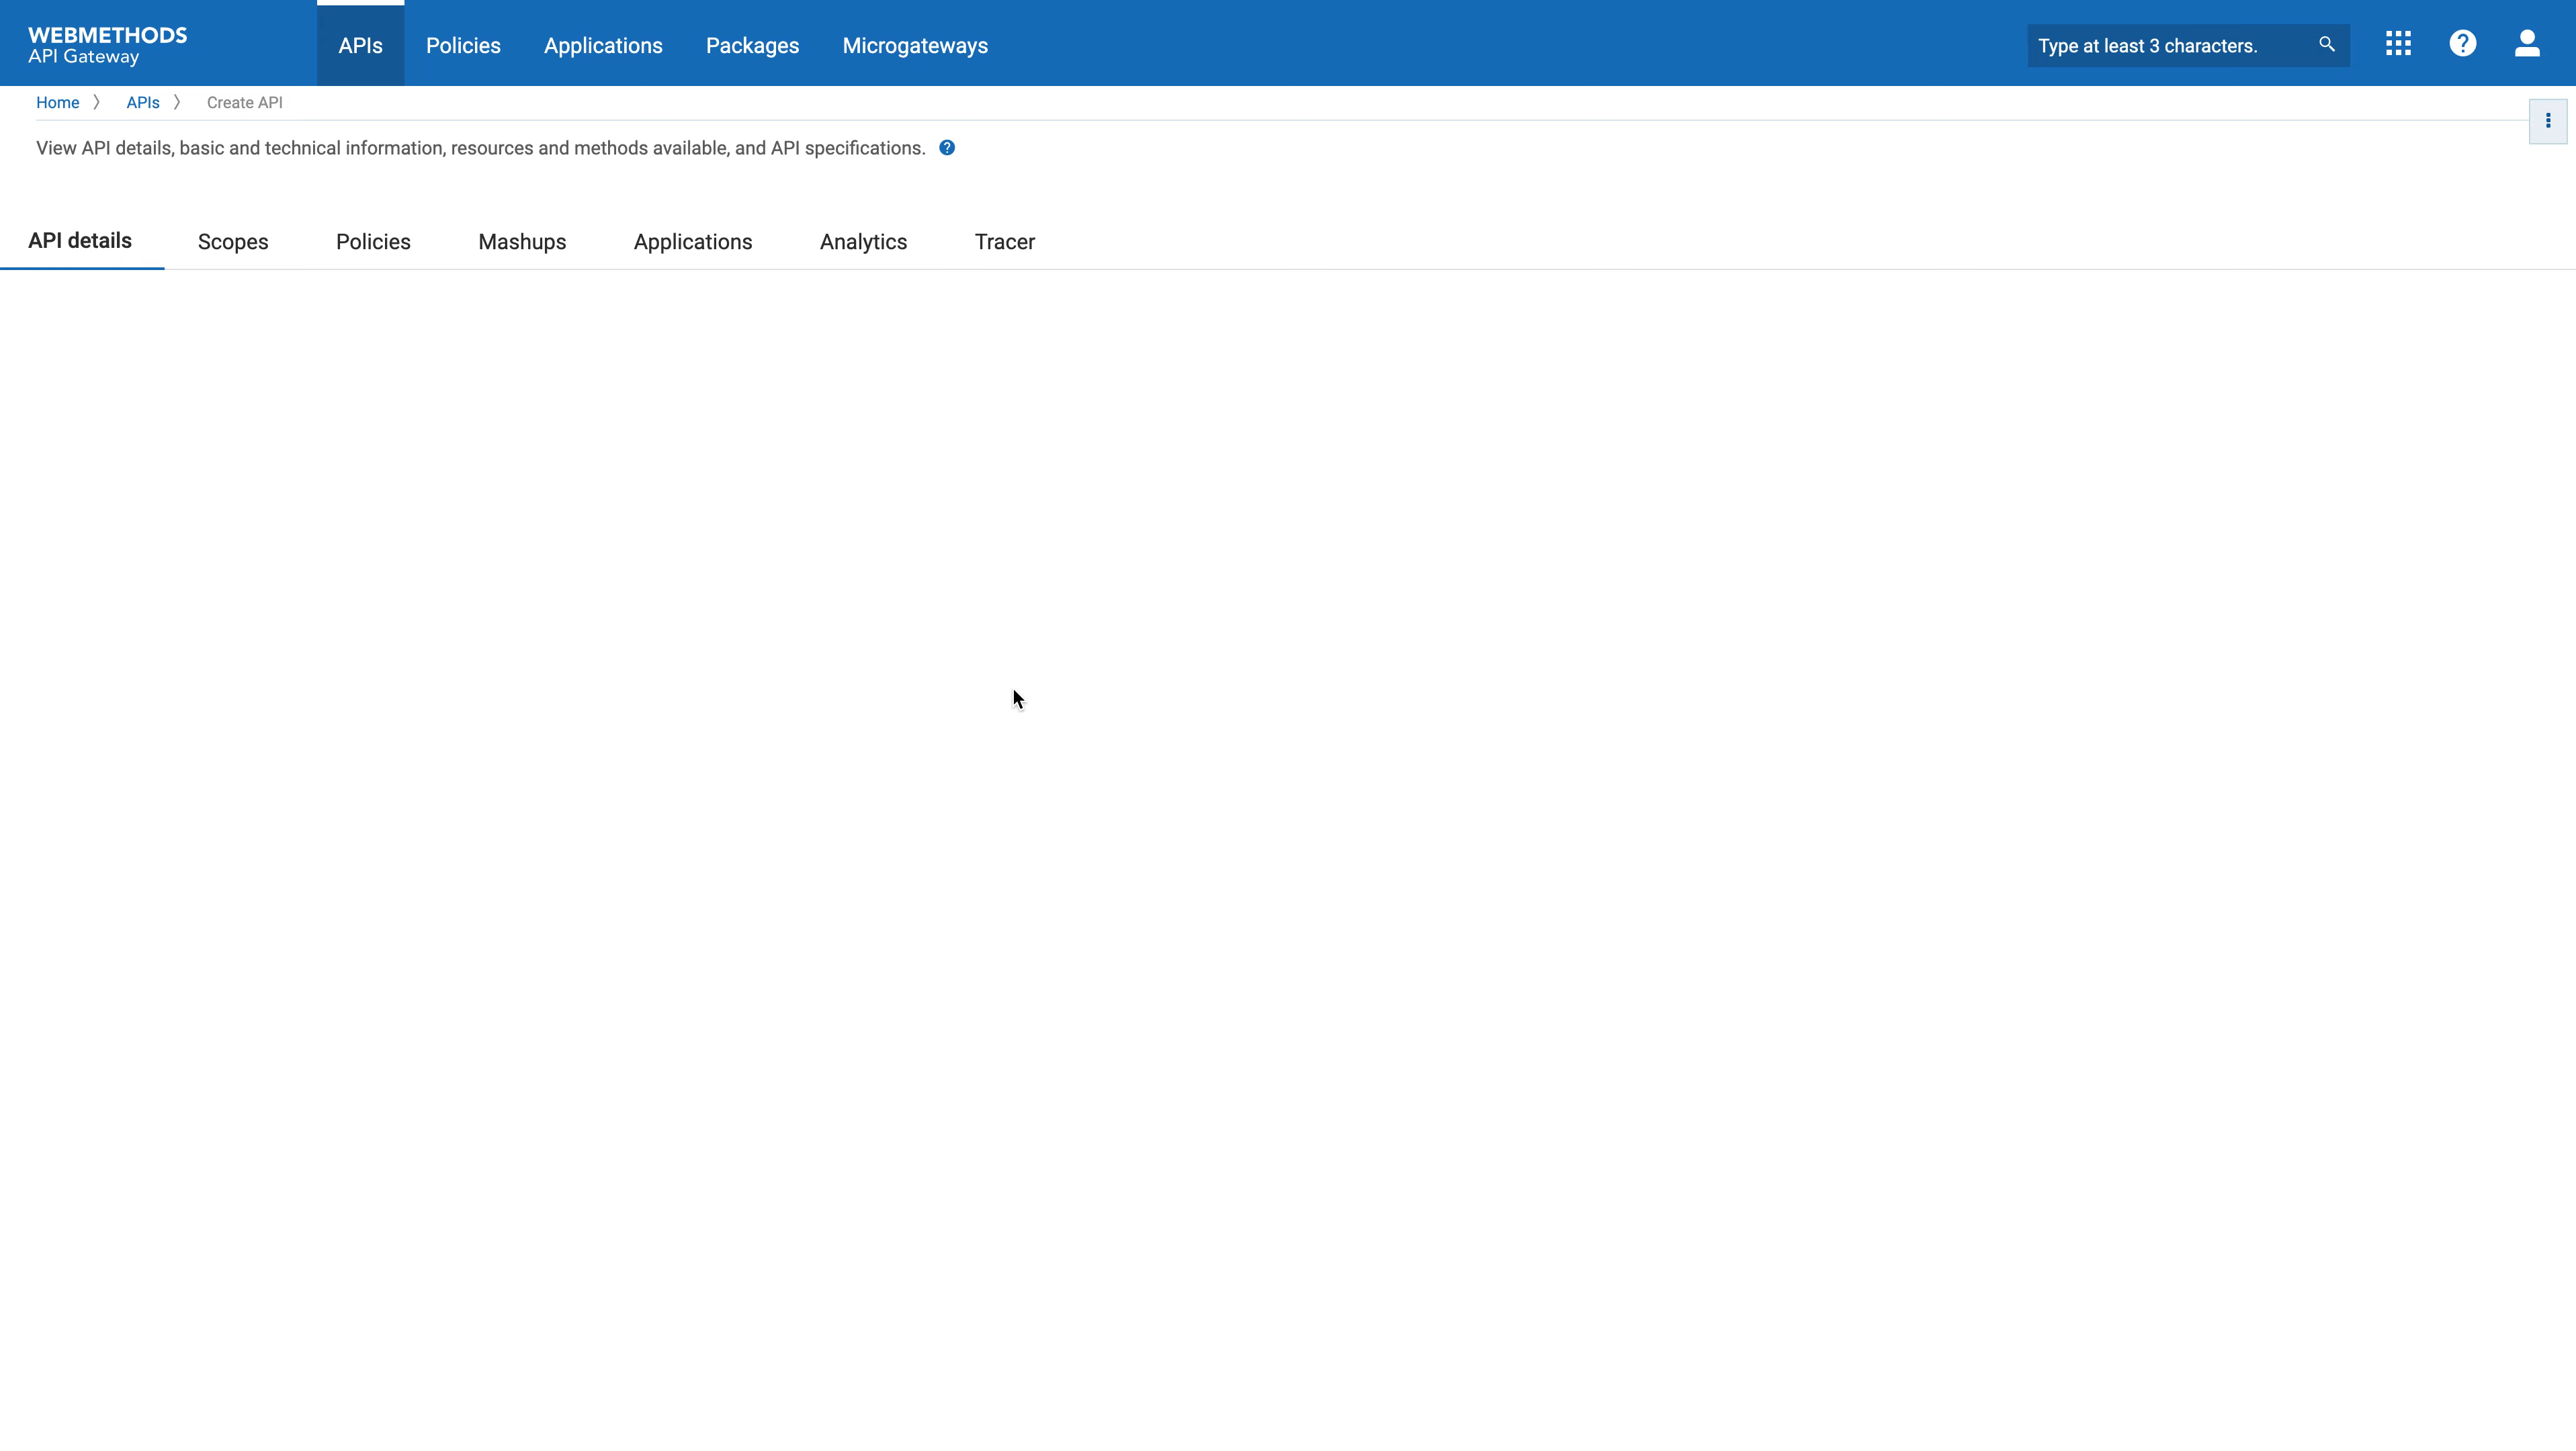 WEBMETHODS
API Gateway
APIs Policies Applications Packages Microgateways
Type at least 3 characters.
Home APIs Create API
View API details, basic and technical information, resources and methods available, and API specifications.
API details Scopes Policies Mashups Applications Analytics Tracer